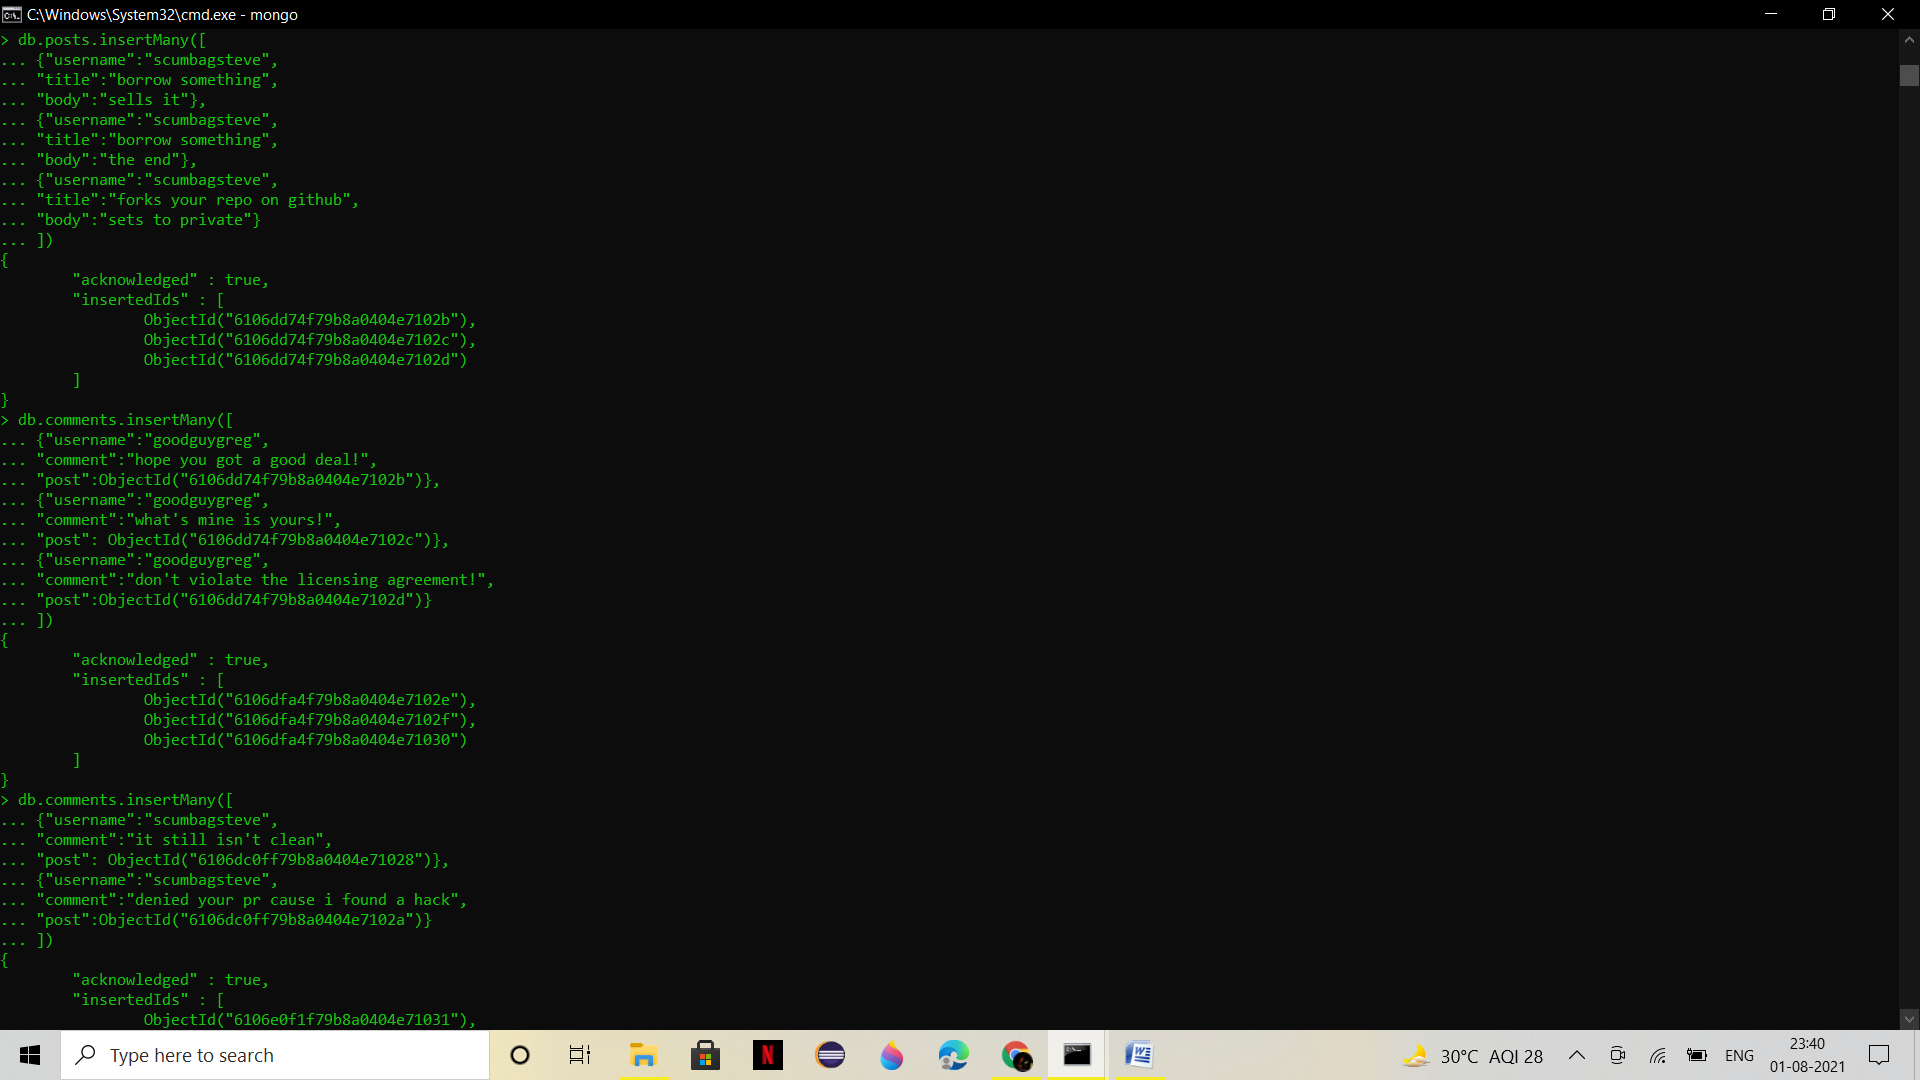 C:\Windows\System32\cmd.exe - mongo
> db.posts.insertMany([
... {"username":"scumbagsteve",
... "title":"borrow something",
... "body":"sells it"},
... {"username":"scumbagsteve",
... "title":"borrow something",
... "body":"the end"},
... {"username":"scumbagsteve",
... "title":"forks your repo on github",
... "body":"sets to private"}
... ])
{
        "acknowledged" : true,
        "insertedIds" : [
                ObjectId("6106dd74f79b8a0404e7102b"),
                ObjectId("6106dd74f79b8a0404e7102c"),
                ObjectId("6106dd74f79b8a0404e7102d")
        ]
}
> db.comments.insertMany([
... {"username":"goodguygreg",
... "comment":"hope you got a good deal!",
... "post":ObjectId("6106dd74f79b8a0404e7102b")},
... {"username":"goodguygreg",
... "comment":"what's mine is yours!",
... "post": ObjectId("6106dd74f79b8a0404e7102c")},
... {"username":"goodguygreg",
... "comment":"don't violate the licensing agreement!",
... "post":ObjectId("6106dd74f79b8a0404e7102d")}
... ])
{
        "acknowledged" : true,
        "insertedIds" : [
                ObjectId("6106dfa4f79b8a0404e7102e"),
                ObjectId("6106dfa4f79b8a0404e7102f"),
                ObjectId("6106dfa4f79b8a0404e71030")
        ]
}
> db.comments.insertMany([
... {"username":"scumbagsteve",
... "comment":"it still isn't clean",
... "post": ObjectId("6106dc0ff79b8a0404e71028")},
... {"username":"scumbagsteve",
... "comment":"denied your pr cause i found a hack",
... "post":ObjectId("6106dc0ff79b8a0404e7102a")}
... ])
{
        "acknowledged" : true,
        "insertedIds" : [
                ObjectId("6106e0f1f79b8a0404e71031"),
Type here to search
30°C AQI 28
ENG
23:40
01-08-2021